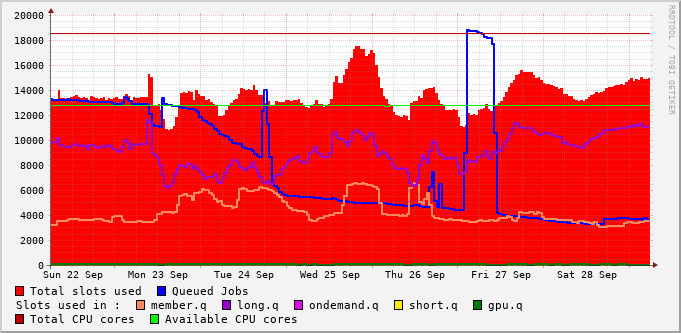 20000
18000
16000
14000
12000
10000
8000
6000
4000
2000
0
Sun 22 Sep Mon 23 Sep Tue 24 Sep Wed 25 Sep Thu 26 Sep Fri 27 Sep Sat 28 Sep
RRDTOOL / TOBI OETIKER
Total slots used Queued Jobs
Slots used in : member.q long.q ondemand.q short.q gpu.q
Total CPU cores Available CPU cores